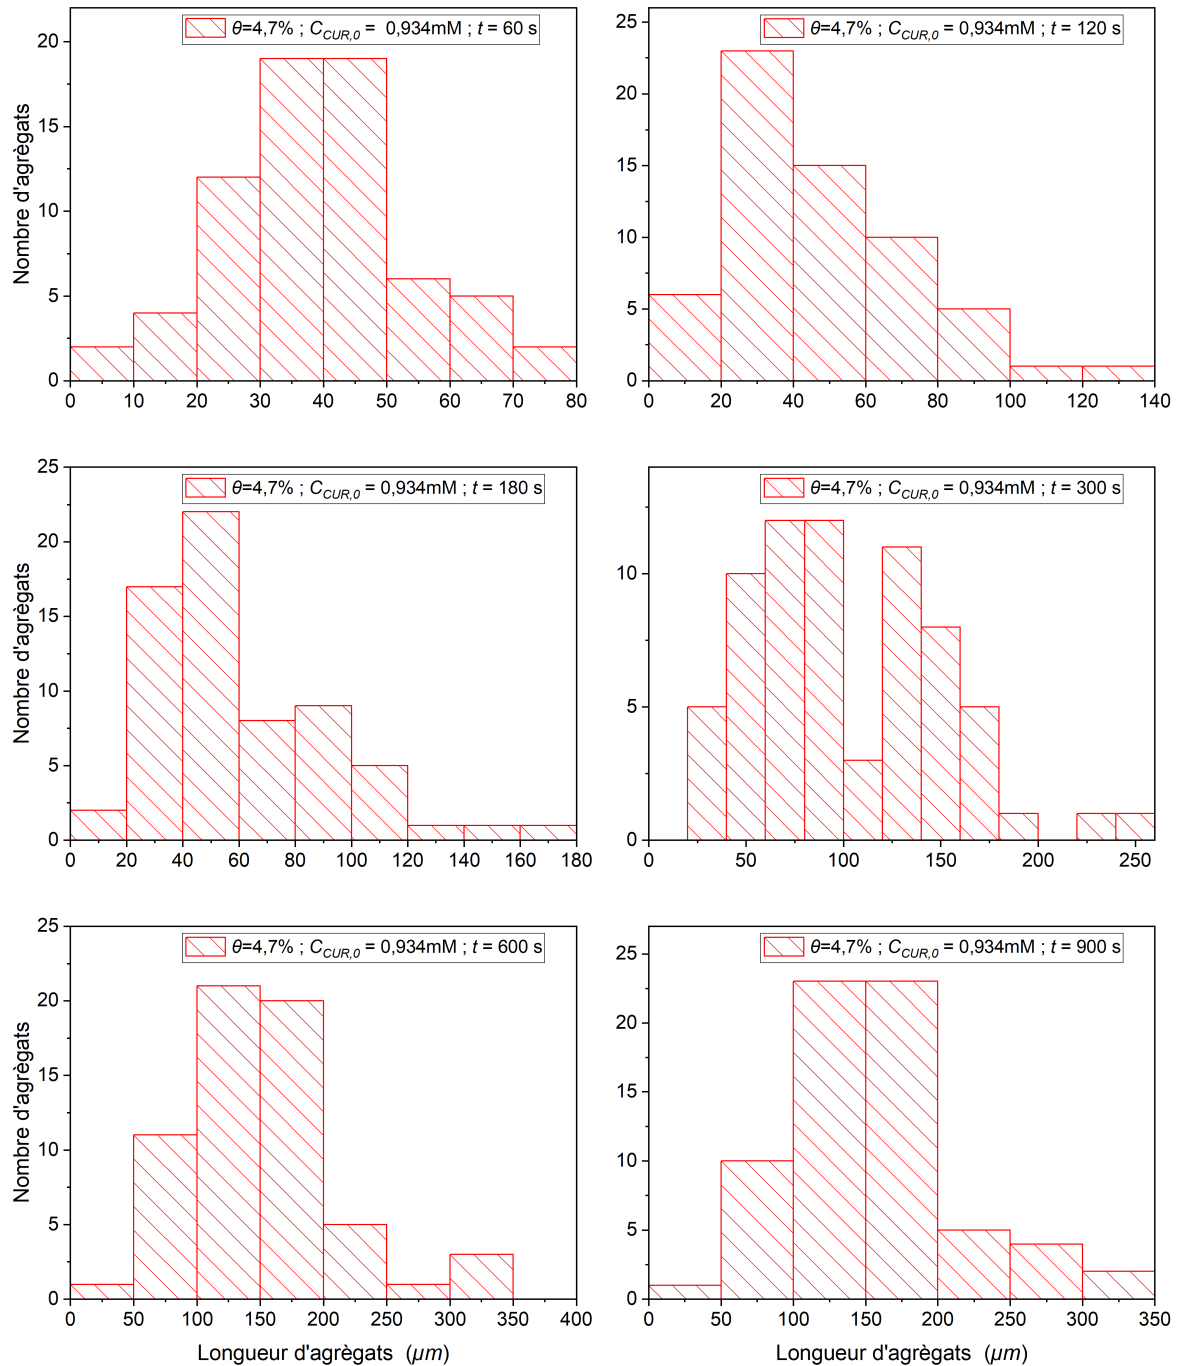 θ=4,7% ; C_CUR,0 = 0,934mM ; t = 60 s
Nombre d'agrègats
20
15
10
5
0
0 10 20 30 40 50 60 70 80
θ=4,7% ; C_CUR,0 = 0,934mM ; t = 120 s
25
20
15
10
5
0
0 20 40 60 80 100 120 140
θ=4,7% ; C_CUR,0 = 0,934mM ; t = 180 s
Nombre d'agrègats
25
20
15
10
5
0
0 20 40 60 80 100 120 140 160 180
θ=4,7% ; C_CUR,0 = 0,934mM ; t = 300 s
10
5
0
0 50 100 150 200 250
θ=4,7% ; C_CUR,0 = 0,934mM ; t = 600 s
Nombre d'agrègats
25
20
15
10
5
0
0 50 100 150 200 250 300 350 400
Longueur d'agrègats (µm)
θ=4,7% ; C_CUR,0 = 0,934mM ; t = 900 s
25
20
15
10
5
0
0 50 100 150 200 250 300 350
Longueur d'agrègats (µm)